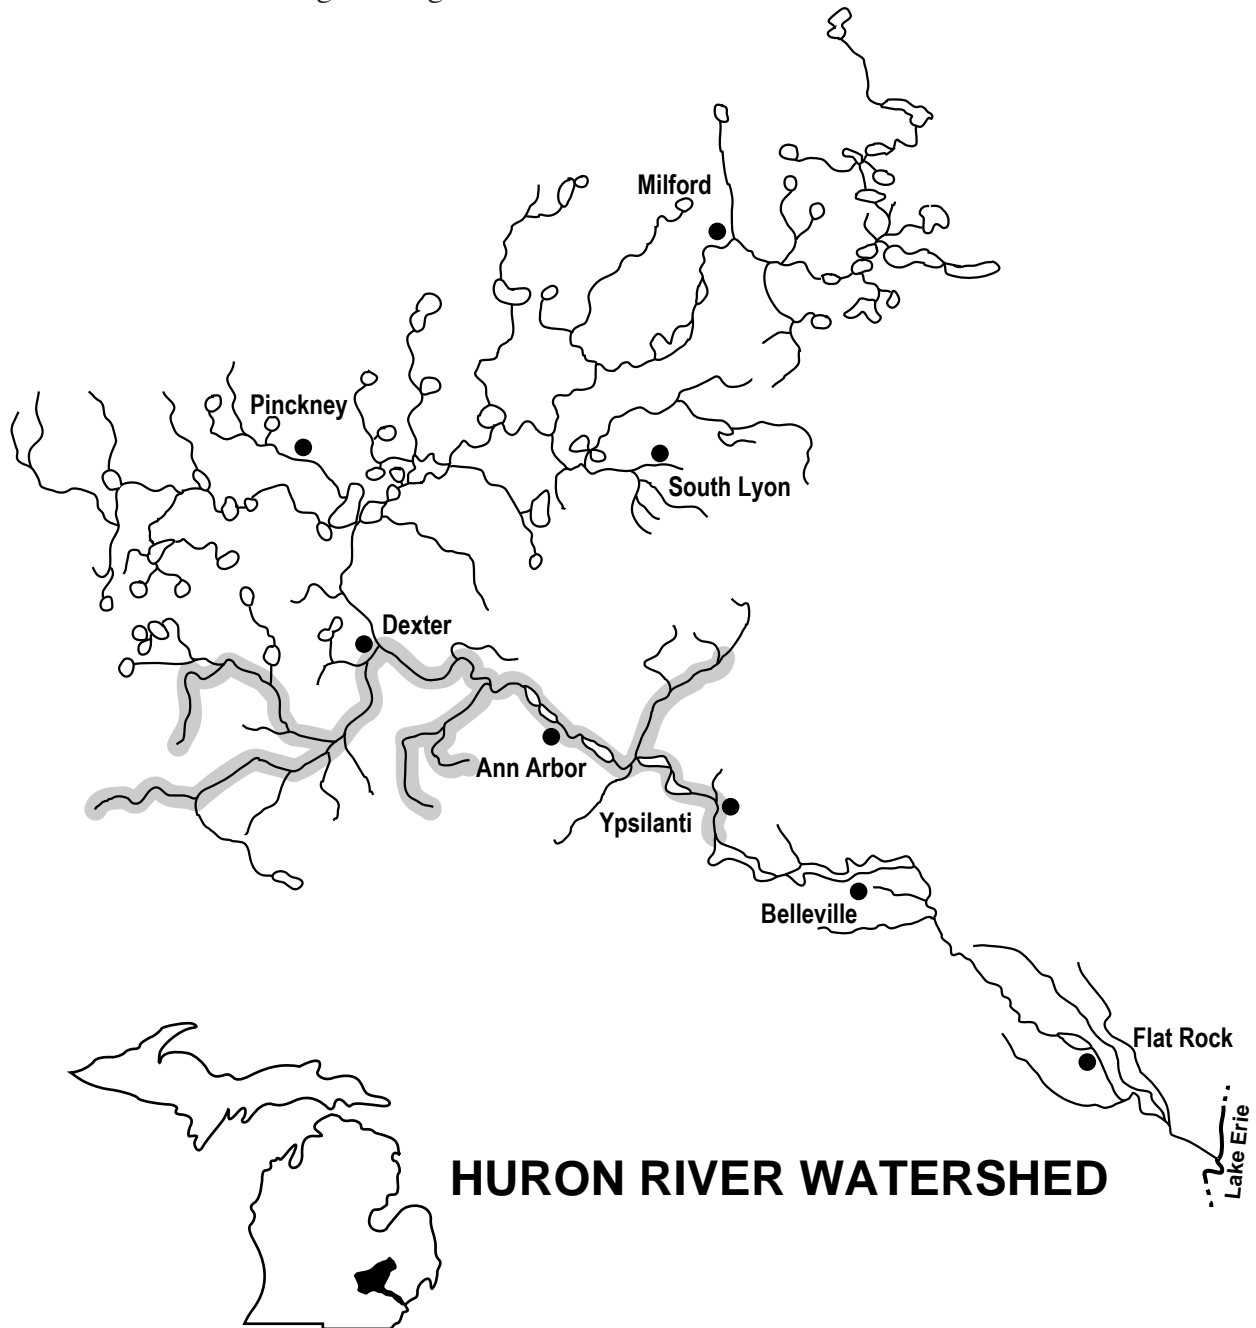 Milford
Pinckney
South Lyon
Dexter
Ann Arbor
Ypsilanti
Belleville
Flat Rock
Lake Erie
HURON RIVER WATERSHED